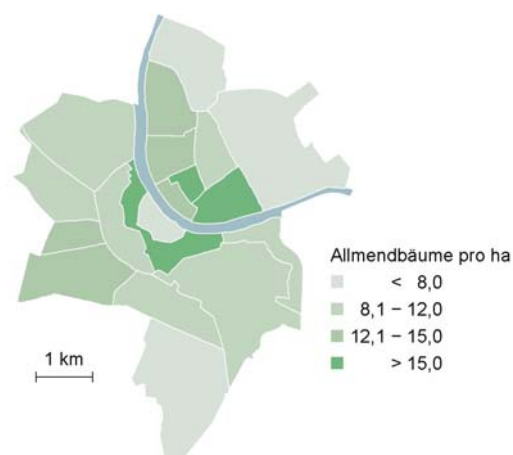 Allmendbäume pro ha
< 8,0
8,1 – 12,0
12,1 – 15,0
> 15,0
1 km